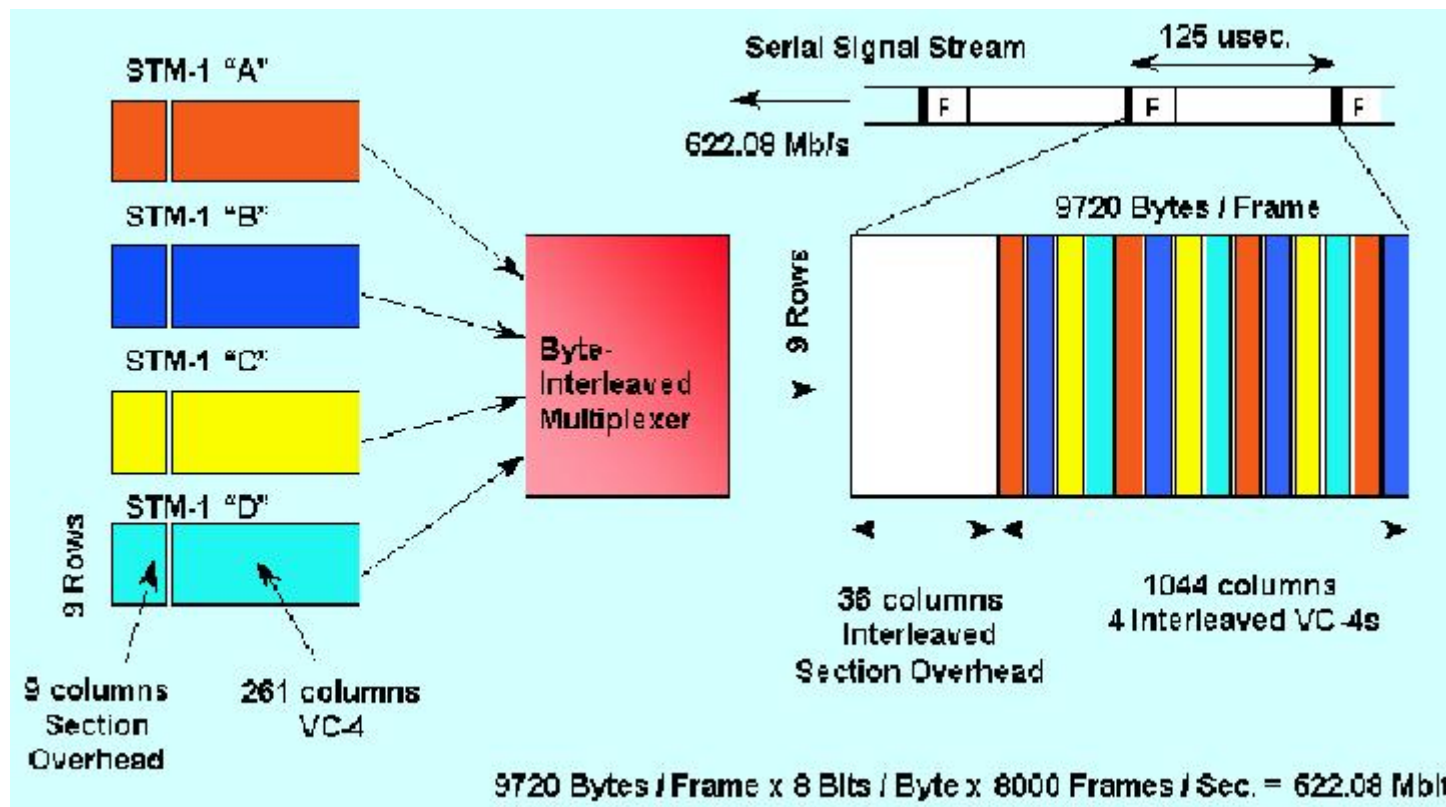 STM-1 "A"
STM-1 "B"
STM-1 "C"
STM-1 "D"
9 Rows
9 columns
Section
Overhead
261 columns
VC-4
Byte-
Interleaved
Multiplexer
Serial Signal Stream
125 usec.
F
F
F
622.08 Mb/s
9720 Bytes / Frame
9 Rows
36 columns
Interleaved
Section Overhead
1044 columns
4 Interleaved VC-4s
9720 Bytes / Frame x 8 Bits / Byte x 8000 Frames / Sec. = 622.08